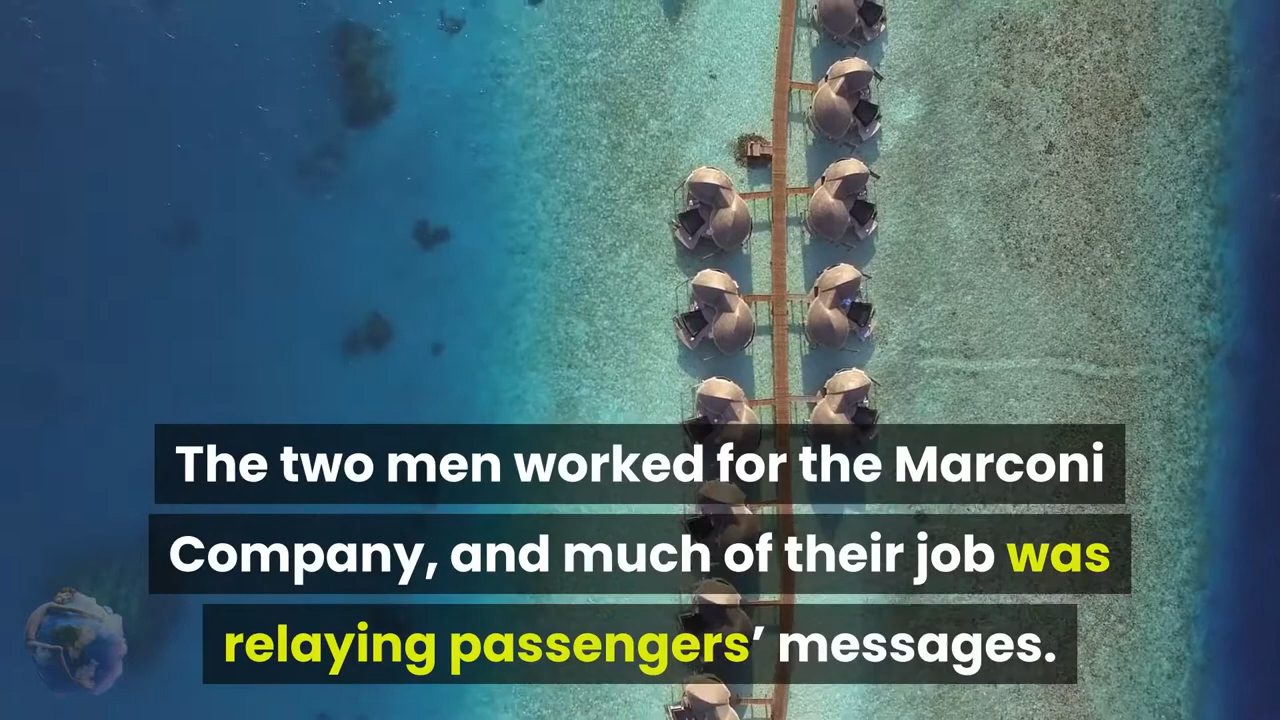 The two men worked for the Marconi
Company, and much of their job was
relaying passengers’ messages.